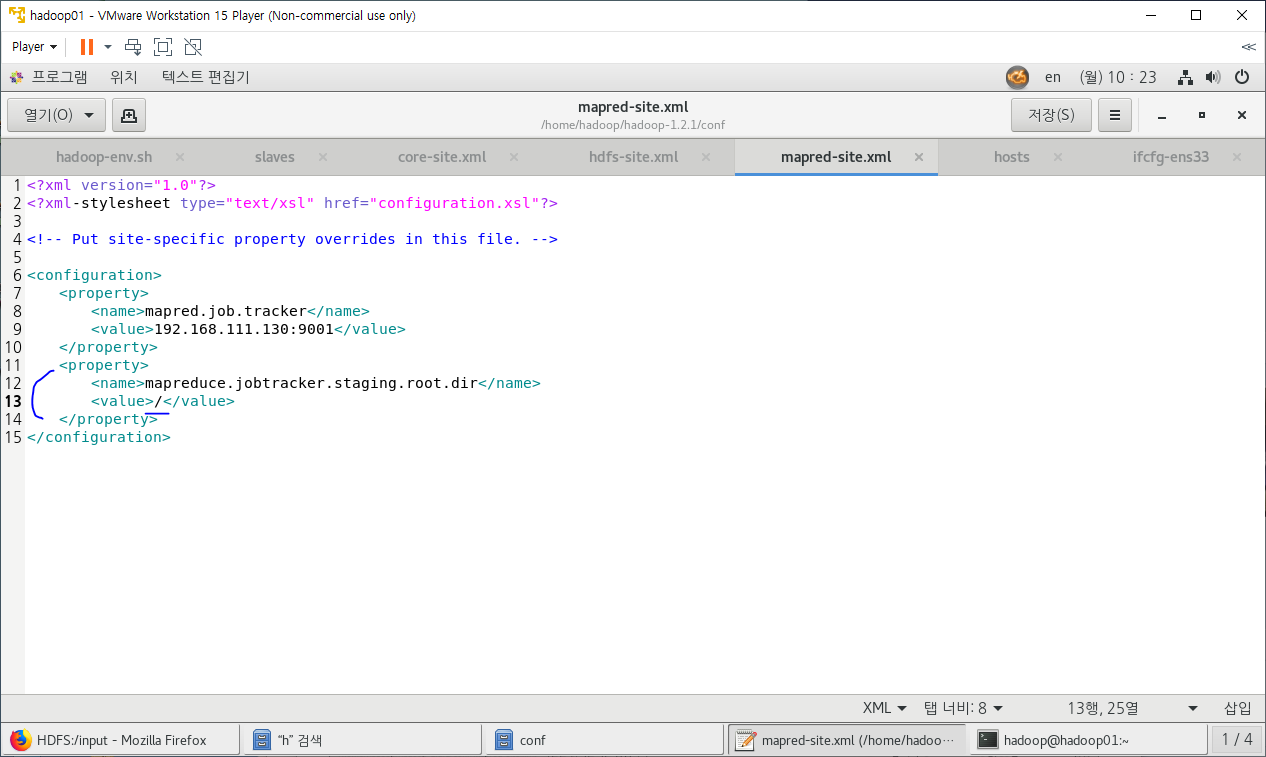 hadoop01 - VMware Workstation 15 Player (Non-commercial use only)
Player
프로그램 위치 텍스트 편집기 en (월) 10 : 23
열기(O) mapred-site.xml 저장(S)
/home/hadoop/hadoop-1.2.1/conf
hadoop-env.sh slaves core-site.xml hdfs-site.xml mapred-site.xml hosts ifcfg-ens33
1 <?xml version="1.0"?>
2 <?xml-stylesheet type="text/xsl" href="configuration.xsl"?>
3
4 <!-- Put site-specific property overrides in this file. -->
5
6 <configuration>
7 <property>
8 <name>mapred.job.tracker</name>
9 <value>192.168.111.130:9001</value>
10 </property>
11 <property>
12 <name>mapreduce.jobtracker.staging.root.dir</name>
13 <value>/</value>
14 </property>
15 </configuration>
XML 탭 너비: 8 13행, 25열 삽입
HDFS:/input - Mozilla Firefox "h" 검색 conf mapred-site.xml (/home/hadoo… hadoop@hadoop01:~ 1 / 4